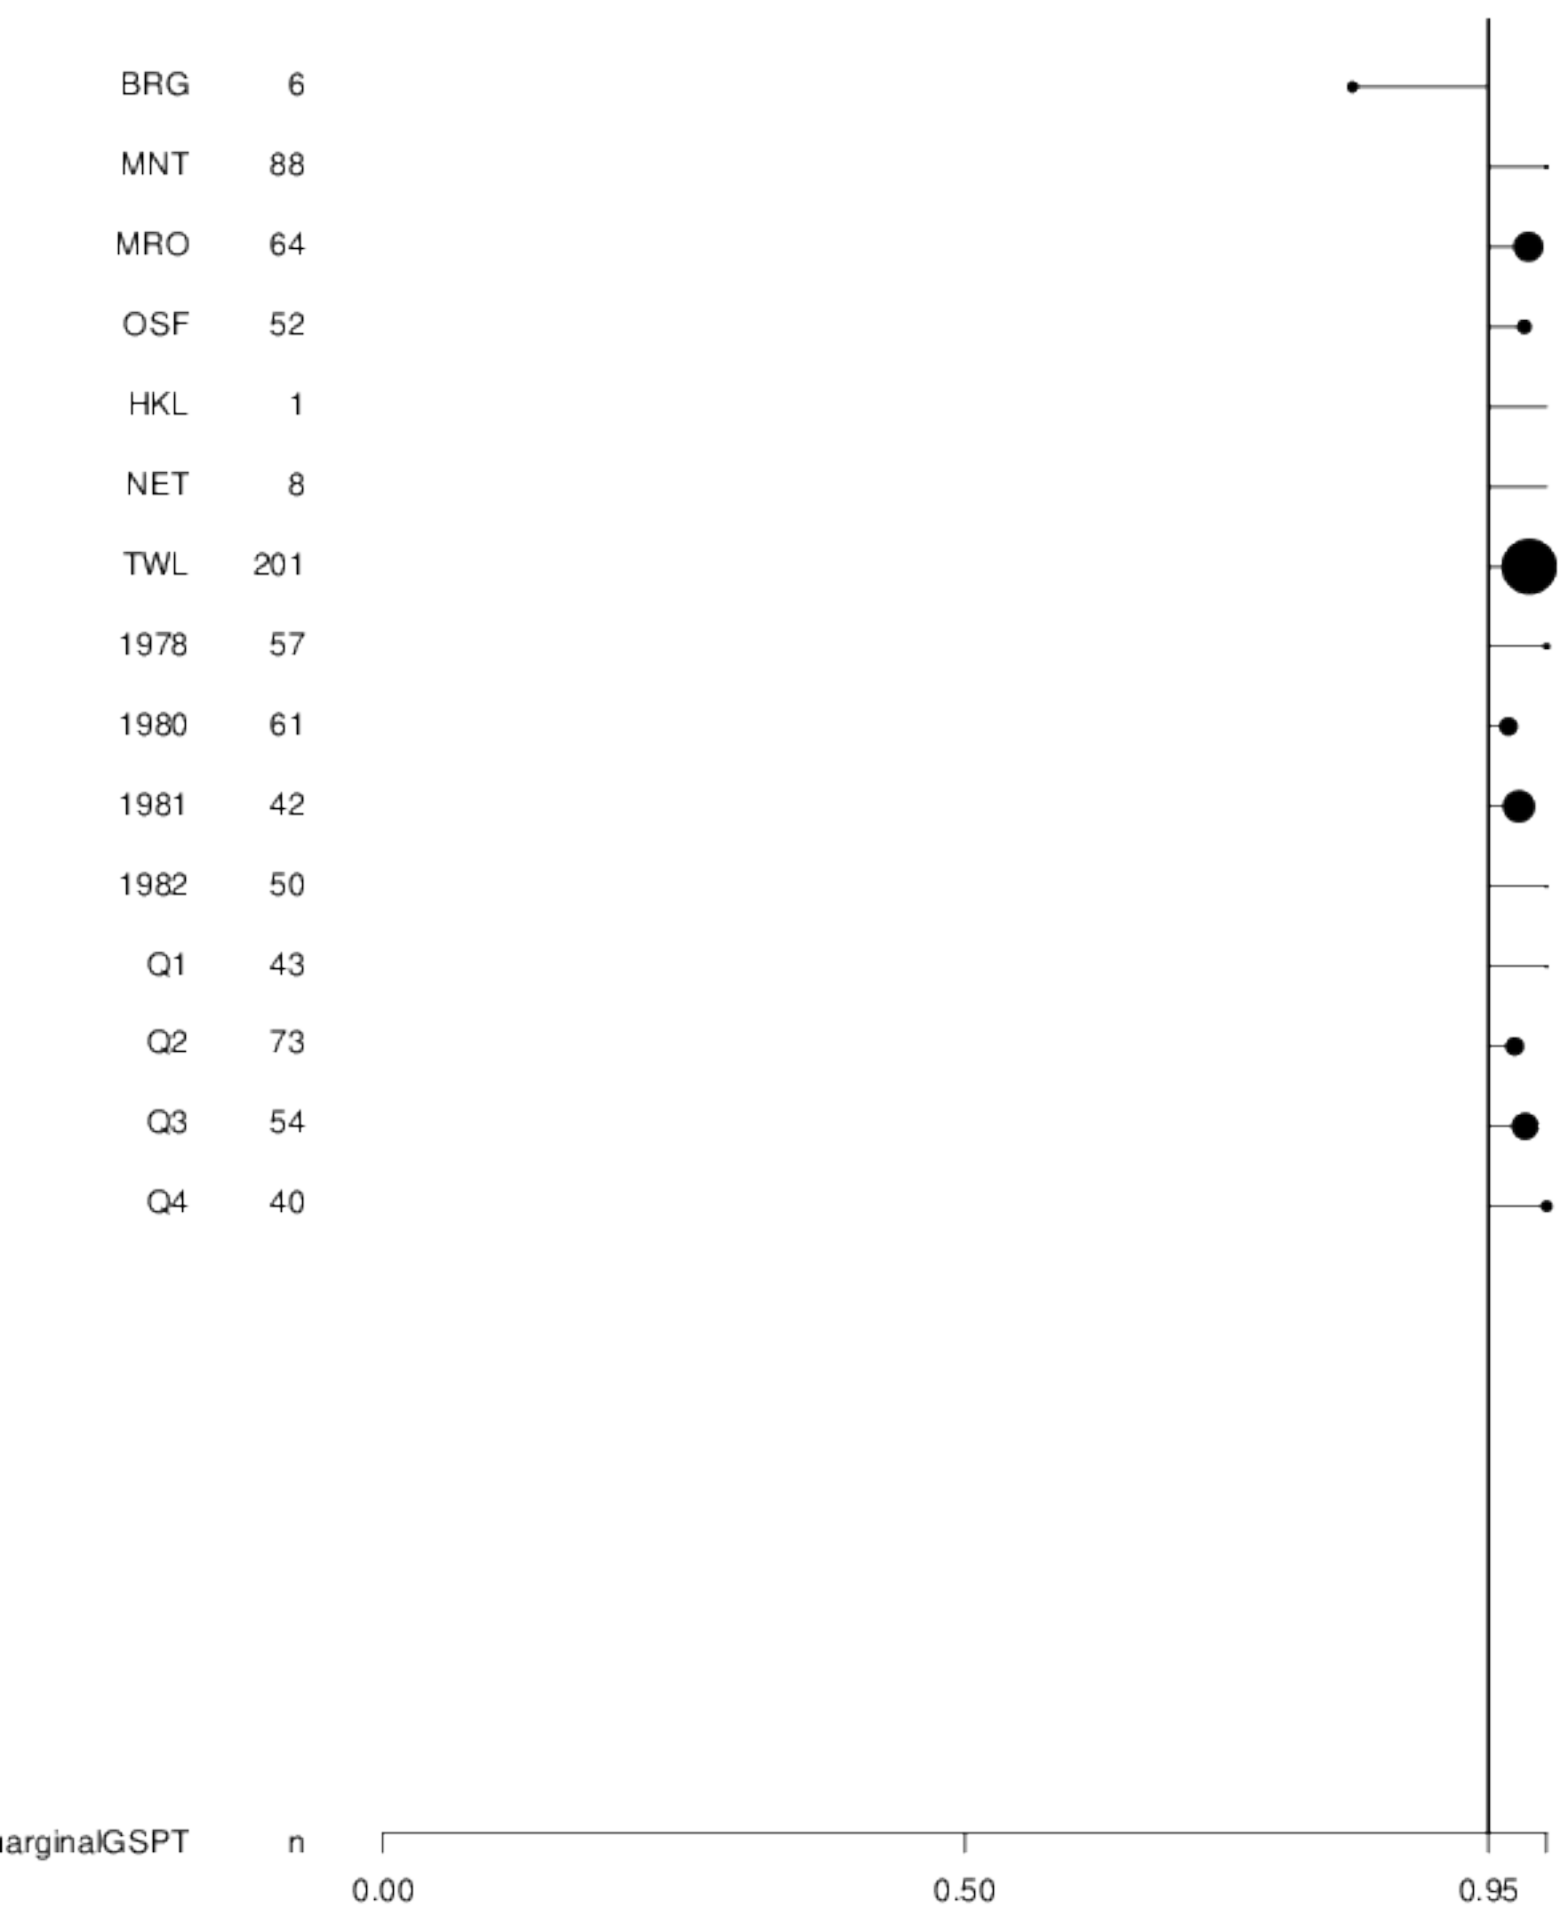 BRG 6
MNT 88
MRO 64
OSF 52
HKL 1
NET 8
TWL 201
1978 57
1980 61
1981 42
1982 50
Q1 43
Q2 73
Q3 54
Q4 40
arginalGSPT n
0.00 0.50 0.95